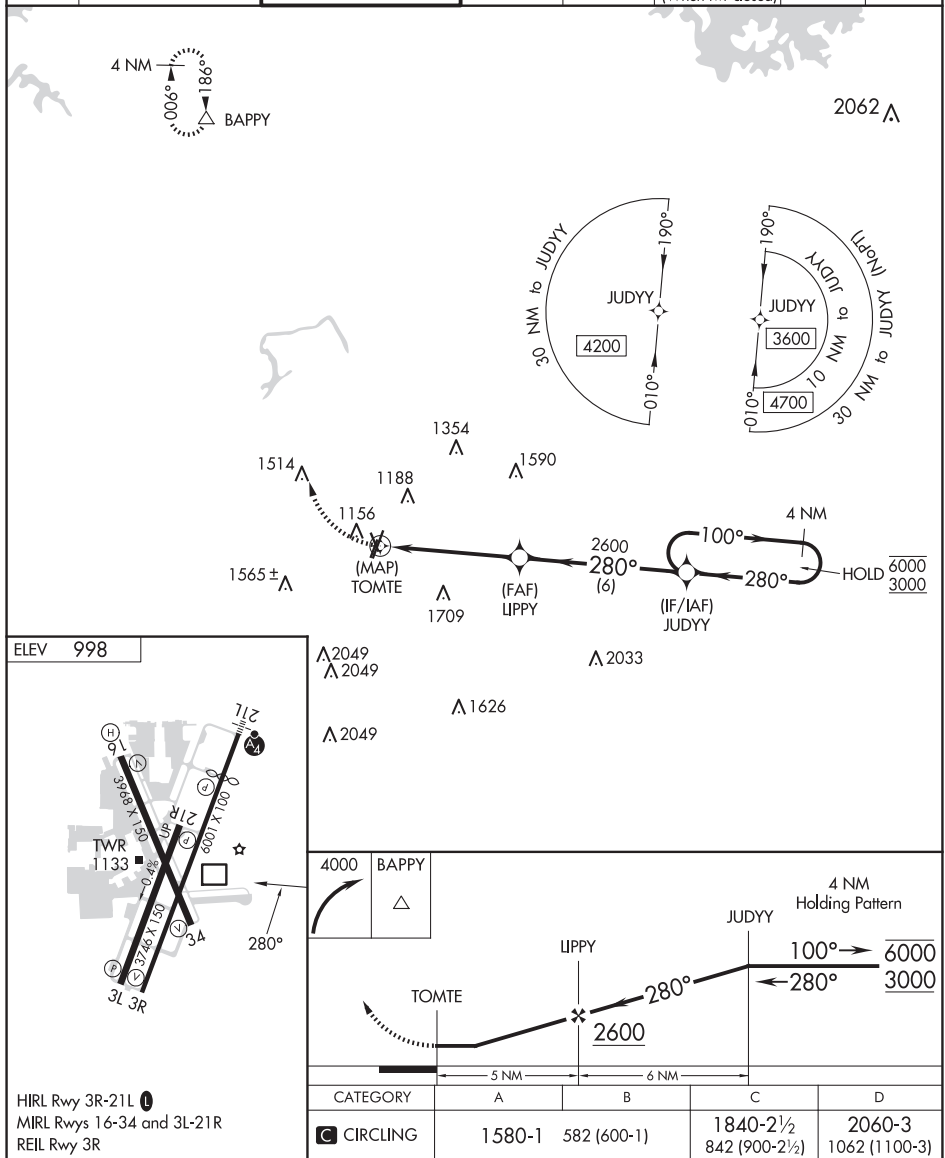 4 NM
006°
186°
BAPPY
2062
30 NM to JUDYY
190°
JUDYY
4200
010°
190°
JUDYY
3600
10 NM to JUDYY
010°
4700
30 NM to JUDYY (NoPT)
1354
1590
1514
1188
1156
(MAP)
TOMTE
1565 ±
1709
(FAF)
LIPPY
2600
280°
(6)
(IF/IAF)
JUDYY
100°
4 NM
280°
HOLD
6000
3000
2049
2049
2033
1626
2049
ELEV 998
H
16
V
3968 X 150
21L
A4
P
6001 X 100
21R
P
UP
0.4%
TWR
1133
3746 X 150
V
34
280°
P
V
3L 3R
HIRL Rwy 3R-21L L
MIRL Rwys 16-34 and 3L-21R
REIL Rwy 3R
4000
BAPPY
4 NM
Holding Pattern
JUDYY
100°
6000
280°
3000
LIPPY
280°
2600
TOMTE
5 NM
6 NM
CATEGORY A B C D
C CIRCLING 1580-1 582 (600-1) 1840-2½ 2060-3
842 (900-2½) 1062 (1100-3)